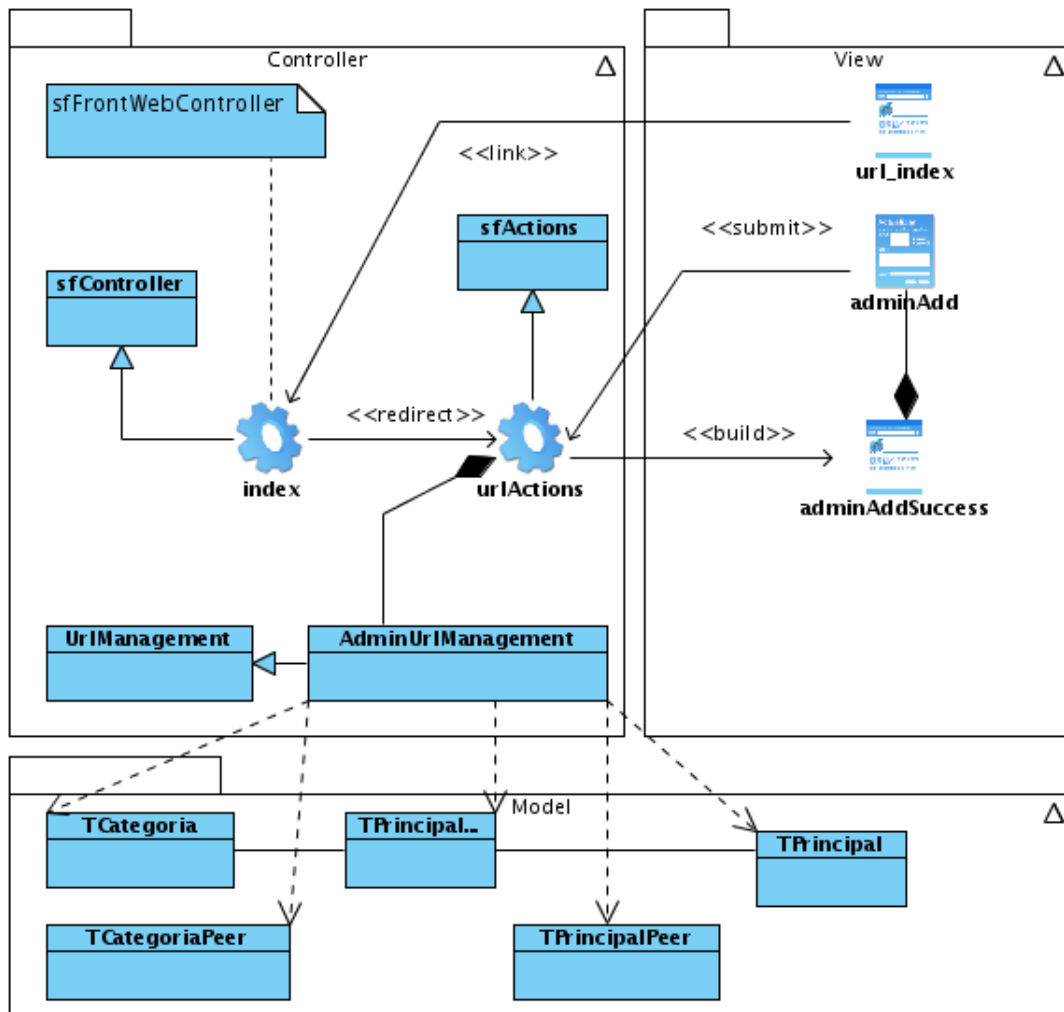 Controller
View
sfFrontWebController
<<link>>
url_index
sfActions
<<submit>>
sfController
adminAdd
<<redirect>>
<<build>>
index
urlActions
adminAddSuccess
UrlManagement
AdminUrlManagement
Model
TCategoria
TPrincipal...
TPrincipal
TCategoriaPeer
TPrincipalPeer